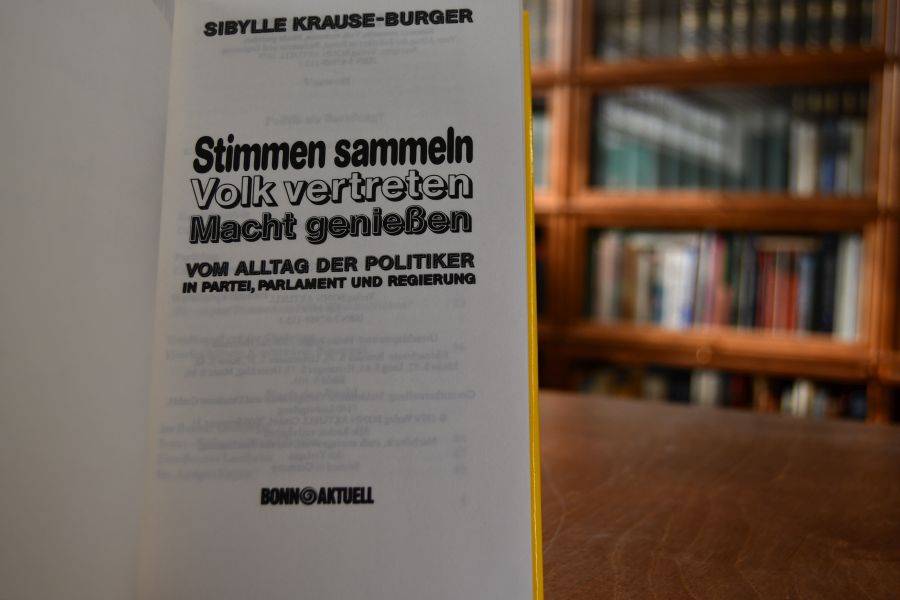 SIBYLLE KRAUSE-BURGER
Stimmen sammeln
Volk vertreten
Macht genießen
VOM ALLTAG DER POLITIKER
IN PARTEI, PARLAMENT UND REGIERUNG
BONN AKTUELL